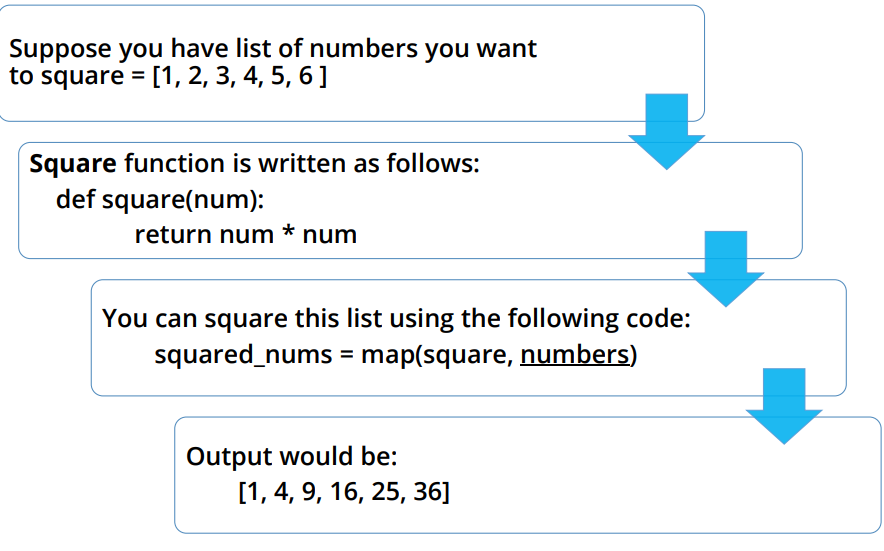 Suppose you have list of numbers you want
to square = [1, 2, 3, 4, 5, 6 ]
Square function is written as follows:
def square(num):
return num * num
You can square this list using the following code:
squared_nums = map(square, numbers)
Output would be:
[1, 4, 9, 16, 25, 36]